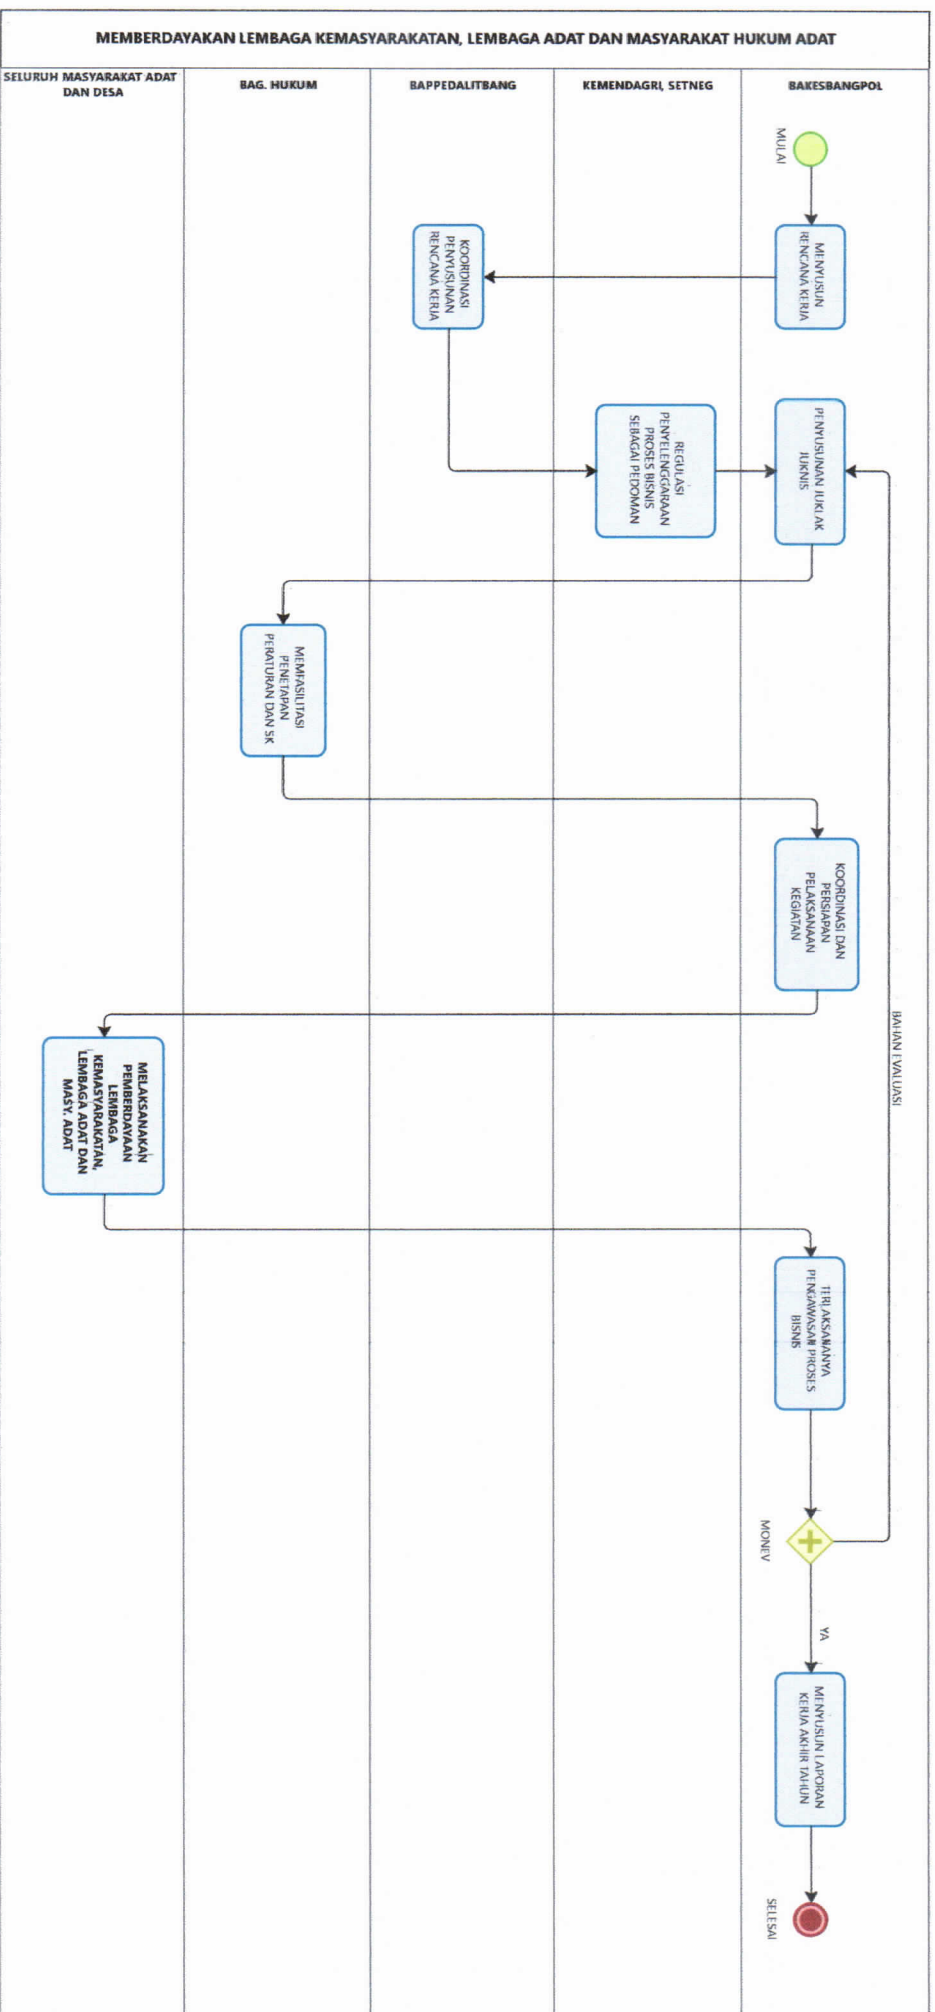 MEMBERDAYAKAN LEMBAGA KEMASYARAKATAN, LEMBAGA ADAT DAN MASYARAKAT HUKUM ADAT
SELURUH MASYARAKAT ADAT
DAN DESA
BAG. HUKUM
BAPPEDALITBANG
KEMENDAGRI, SETNEG
BAKESBANGPOL
MULAI
MENYUSUN
RENCANA KERJA
KOORDINASI
PENYUSUNAN
RENCANA KERJA
REGULASI
PENYELENGGARAAN
PROSES BISNIS
SEBAGAI PEDOMAN
PENYUSUNAN JUKLAK
JUKNIS
MEMFASILITASI
PENETAPAN
PERATURAN DAN SK
KOORDINASI DAN
PERSIAPAN
PELAKSANAAN
KEGIATAN
BAHAN EVALUASI
MELAKSANAKAN
PEMBERDAYAAN
LEMBAGA
KEMASYARAKATAN,
LEMBAGA ADAT DAN
MASY. ADAT
TERLAKSANANYA
PENGAWASAN PROSES
BISNIS
MONEV
YA
MENYUSUN LAPORAN
KERJA AKHIR TAHUN
SELESAI